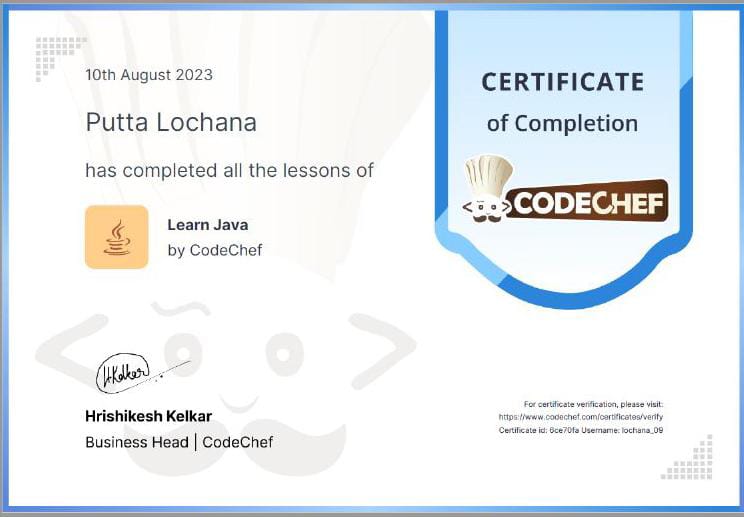 10th August 2023
Putta Lochana
has completed all the lessons of
Learn Java
by CodeChef
CERTIFICATE
of Completion
CODECHEF
H.Kelkar
Hrishikesh Kelkar
Business Head | CodeChef
For certificate verification, please visit:
https://www.codechef.com/certificates/verify
Certificate id: 6ce70fa Username: lochana_09